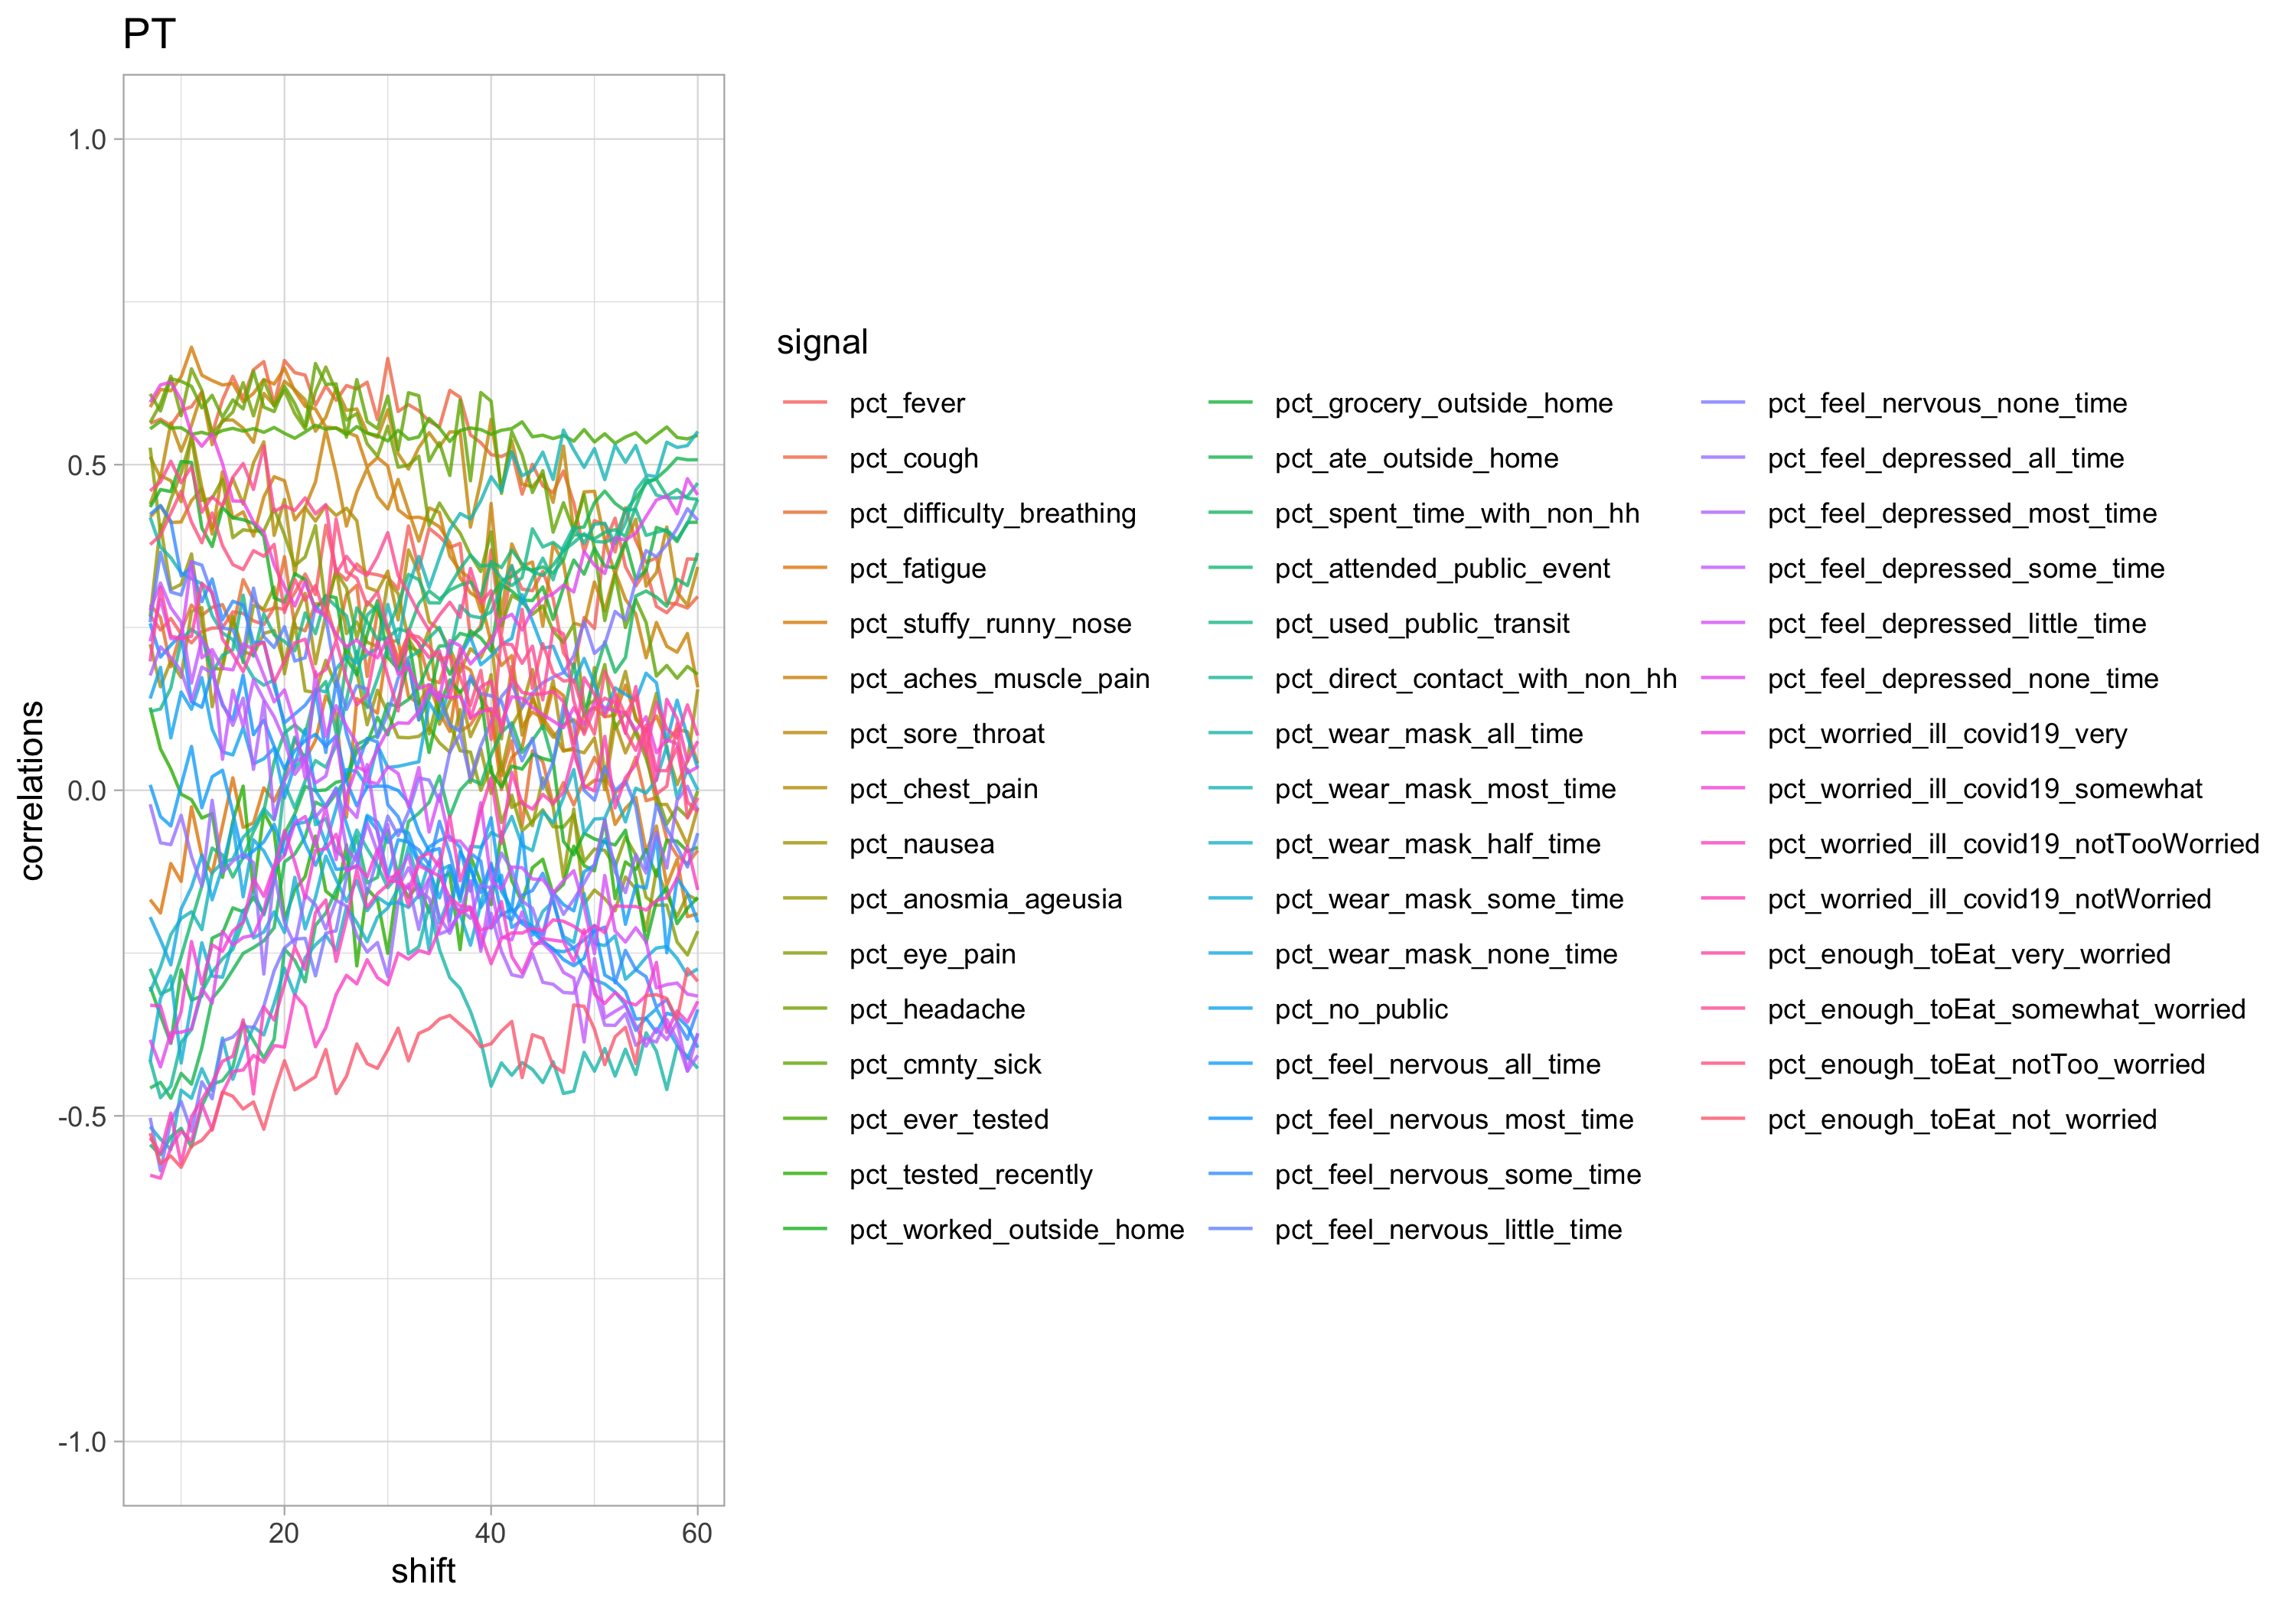 PT
1.0
0.5
0.0
-0.5
-1.0
correlations
20
40
60
shift
signal
pct_fever
pct_cough
pct_difficulty_breathing
pct_fatigue
pct_stuffy_runny_nose
pct_aches_muscle_pain
pct_sore_throat
pct_chest_pain
pct_nausea
pct_anosmia_ageusia
pct_eye_pain
pct_headache
pct_cmnty_sick
pct_ever_tested
pct_tested_recently
pct_worked_outside_home
pct_grocery_outside_home
pct_ate_outside_home
pct_spent_time_with_non_hh
pct_attended_public_event
pct_used_public_transit
pct_direct_contact_with_non_hh
pct_wear_mask_all_time
pct_wear_mask_most_time
pct_wear_mask_half_time
pct_wear_mask_some_time
pct_wear_mask_none_time
pct_no_public
pct_feel_nervous_all_time
pct_feel_nervous_most_time
pct_feel_nervous_some_time
pct_feel_nervous_little_time
pct_feel_nervous_none_time
pct_feel_depressed_all_time
pct_feel_depressed_most_time
pct_feel_depressed_some_time
pct_feel_depressed_little_time
pct_feel_depressed_none_time
pct_worried_ill_covid19_very
pct_worried_ill_covid19_somewhat
pct_worried_ill_covid19_notTooWorried
pct_worried_ill_covid19_notWorried
pct_enough_toEat_very_worried
pct_enough_toEat_somewhat_worried
pct_enough_toEat_notToo_worried
pct_enough_toEat_not_worried